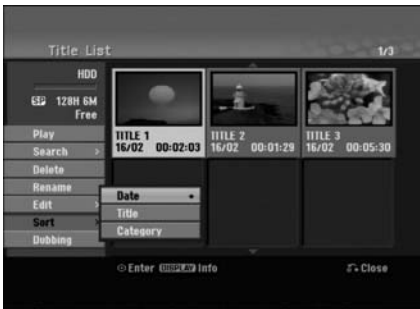 Title List
1/3
HDD
SP 128H 6M
Free
Play
Search >
Delete
Rename
Edit >
Sort >
Dubbing
Date •
Title
Category
TITLE 1
16/02 00:02:03
TITLE 2
16/02 00:01:29
TITLE 3
16/02 00:05:30
⊙ Enter DISPLAY Info
Close